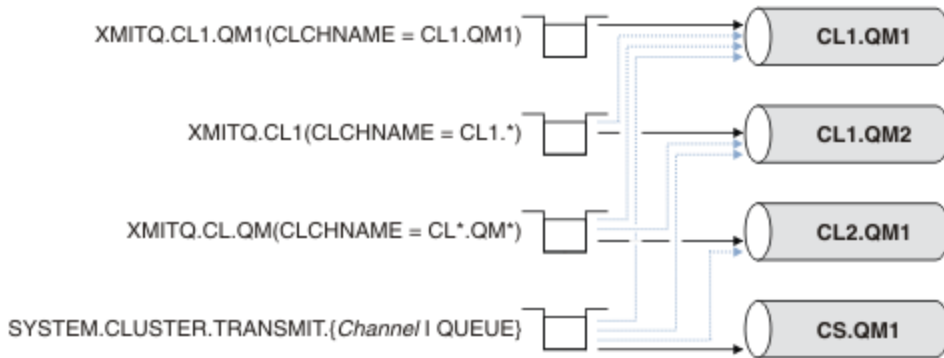 XMITQ.CL1.QM1(CLCHNAME = CL1.QM1)
CL1.QM1
XMITQ.CL1(CLCHNAME = CL1.*)
CL1.QM2
XMITQ.CL.QM(CLCHNAME = CL*.QM*)
CL2.QM1
SYSTEM.CLUSTER.TRANSMIT.{Channel I QUEUE}
CS.QM1